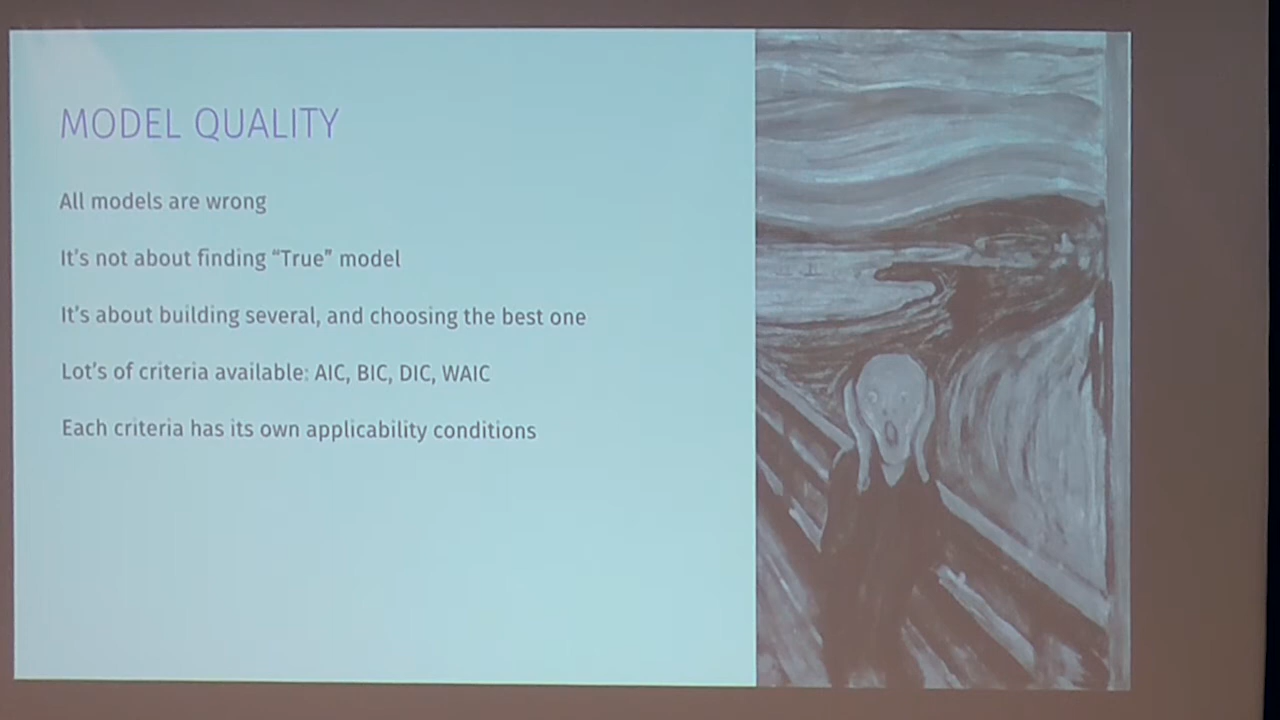 MODEL QUALITY
All models are wrong
It's not about finding “True” model
It's about building several, and choosing the best one
Lot's of criteria available: AIC, BIC, DIC, WAIC
Each criteria has its own applicability conditions